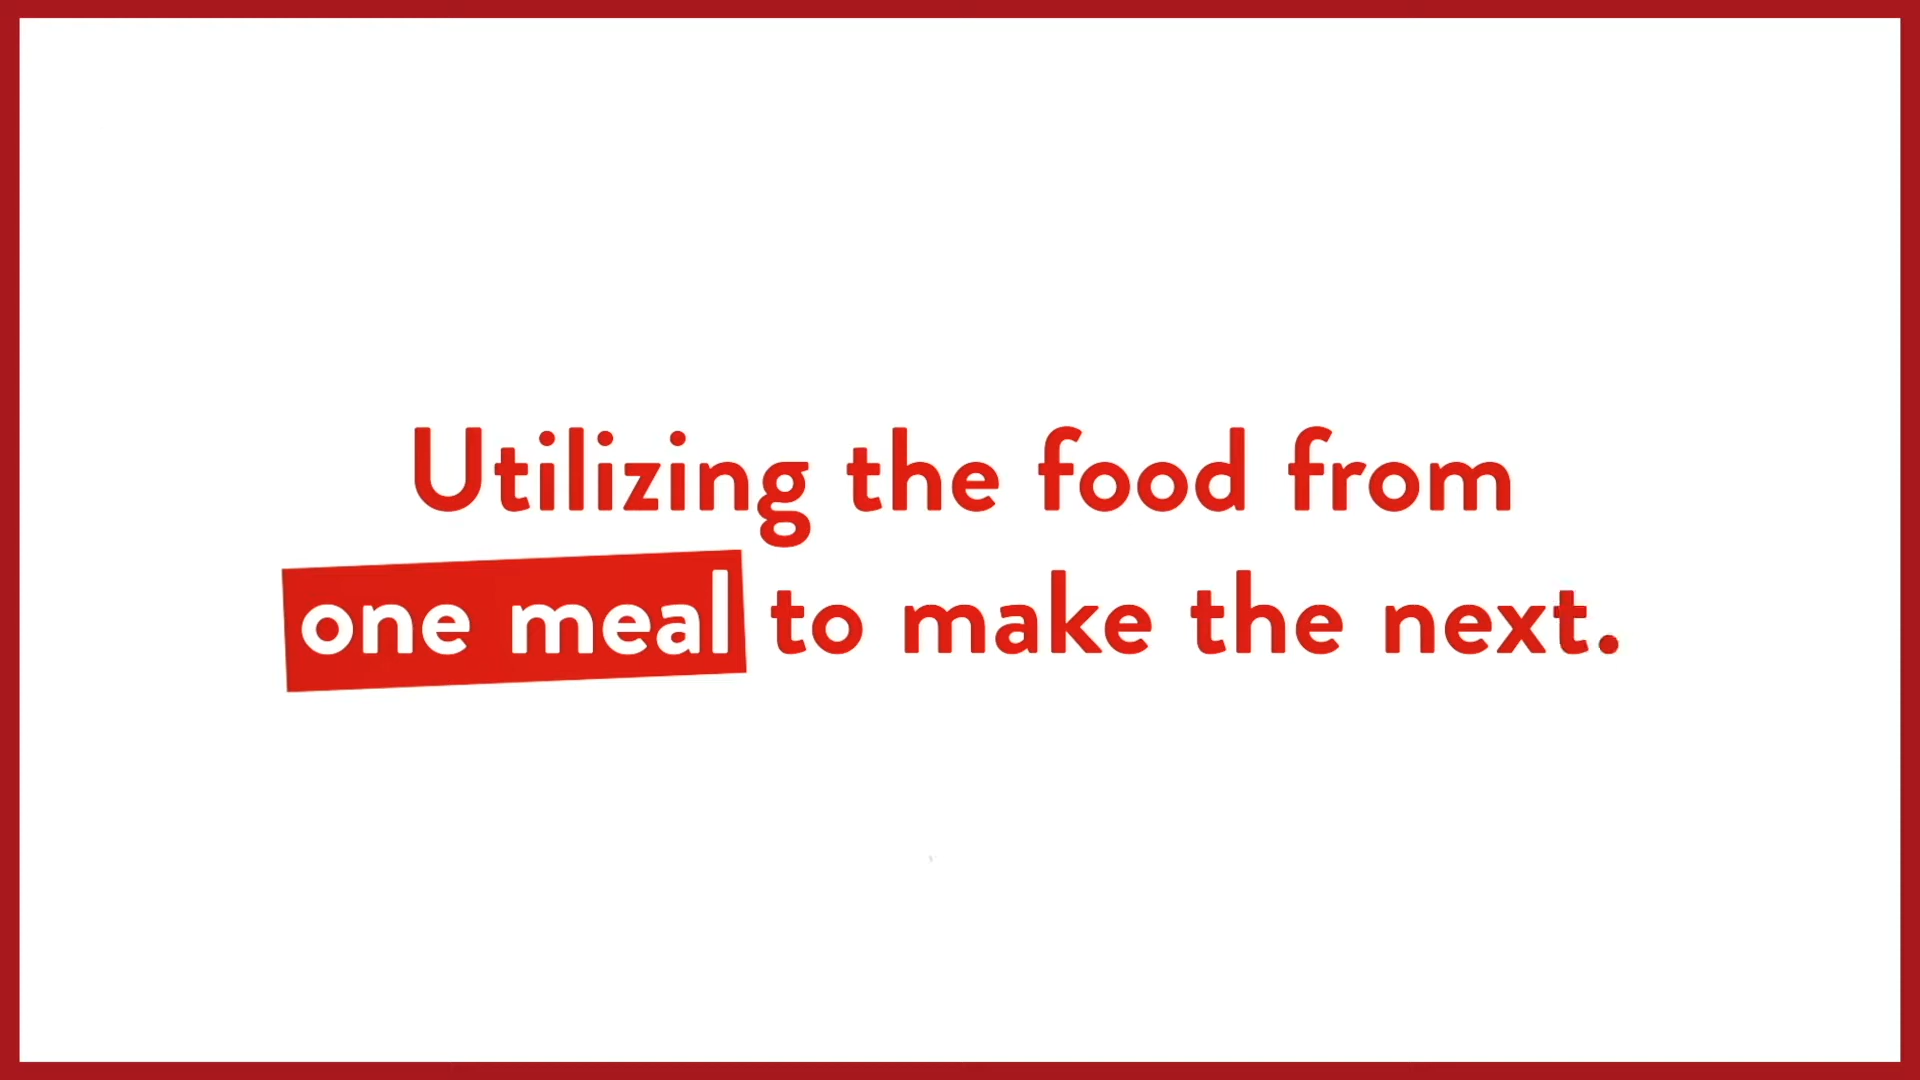 Utilizing the food from
one meal to make the next.